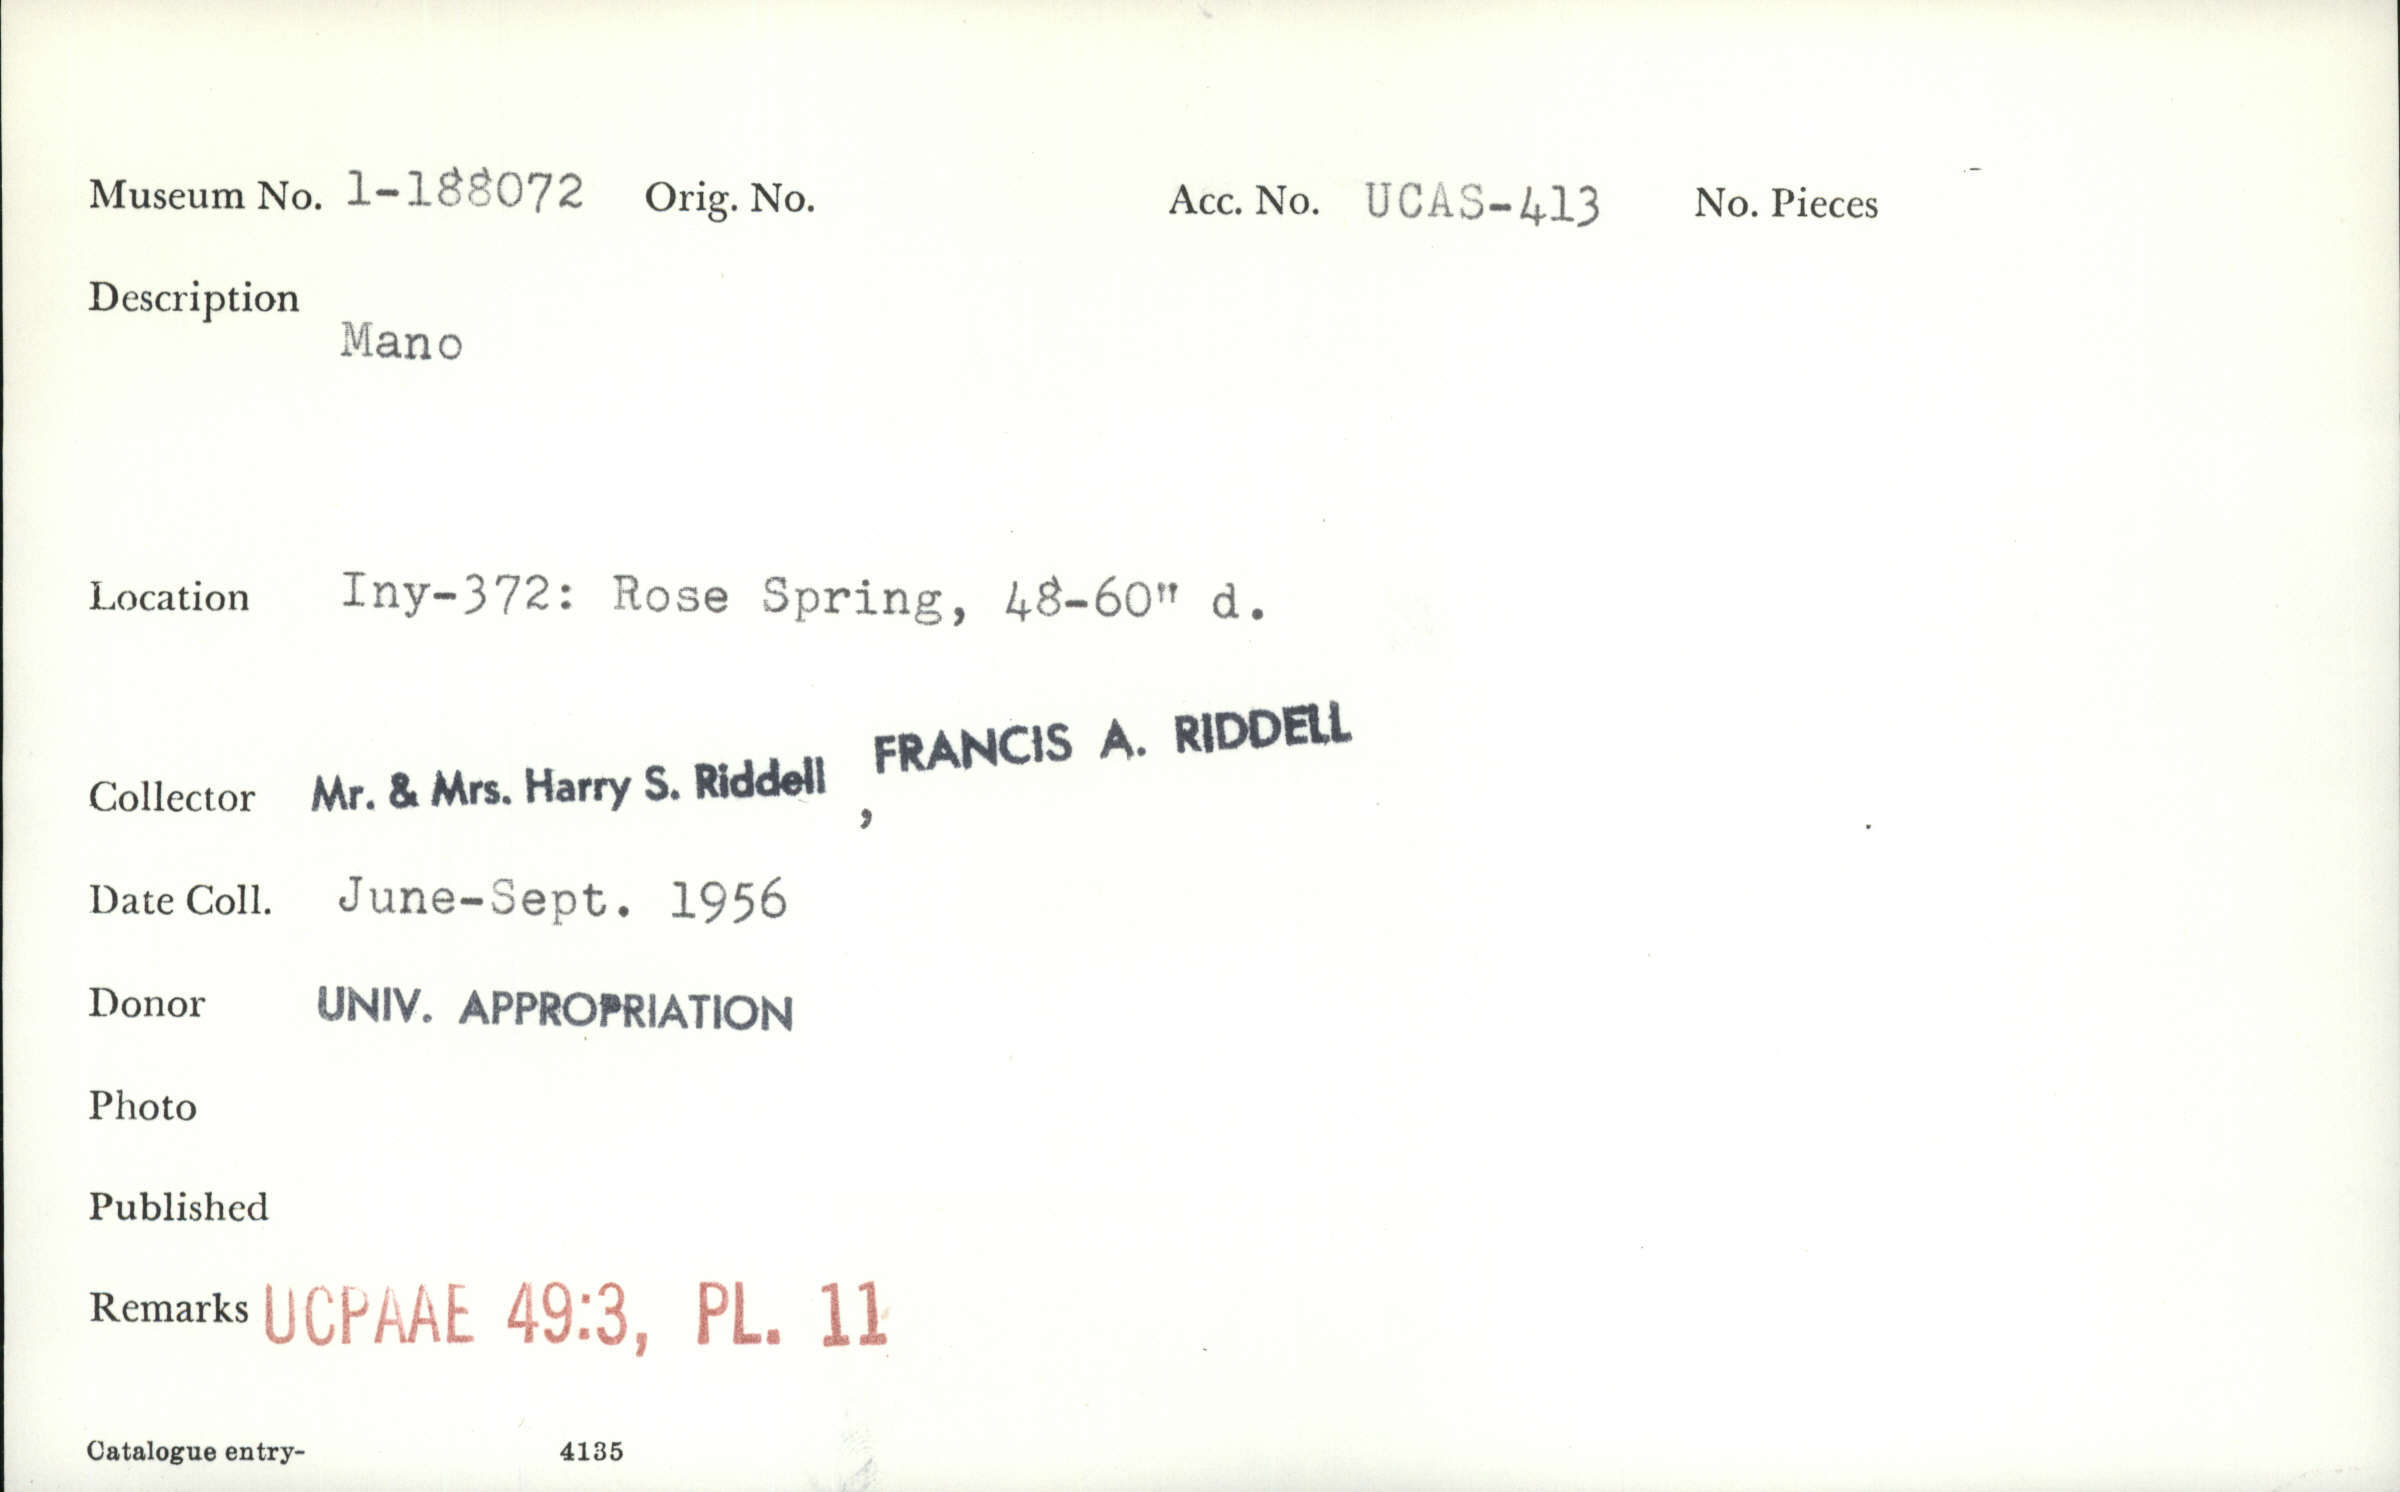 Museum No. 1-188072 Orig. No. Acc. No. UCAS-413 No. Pieces
Description
Mano
Location Iny-372: Rose Spring, 48-60" d.
Collector Mr. & Mrs. Harry S. Riddell , FRANCIS A. RIDDELL
Date Coll. June-Sept. 1956
Donor UNIV. APPROPRIATION
Photo
Published
Remarks UCPAAE 49:3, PL. 11
Catalogue entry- 4135